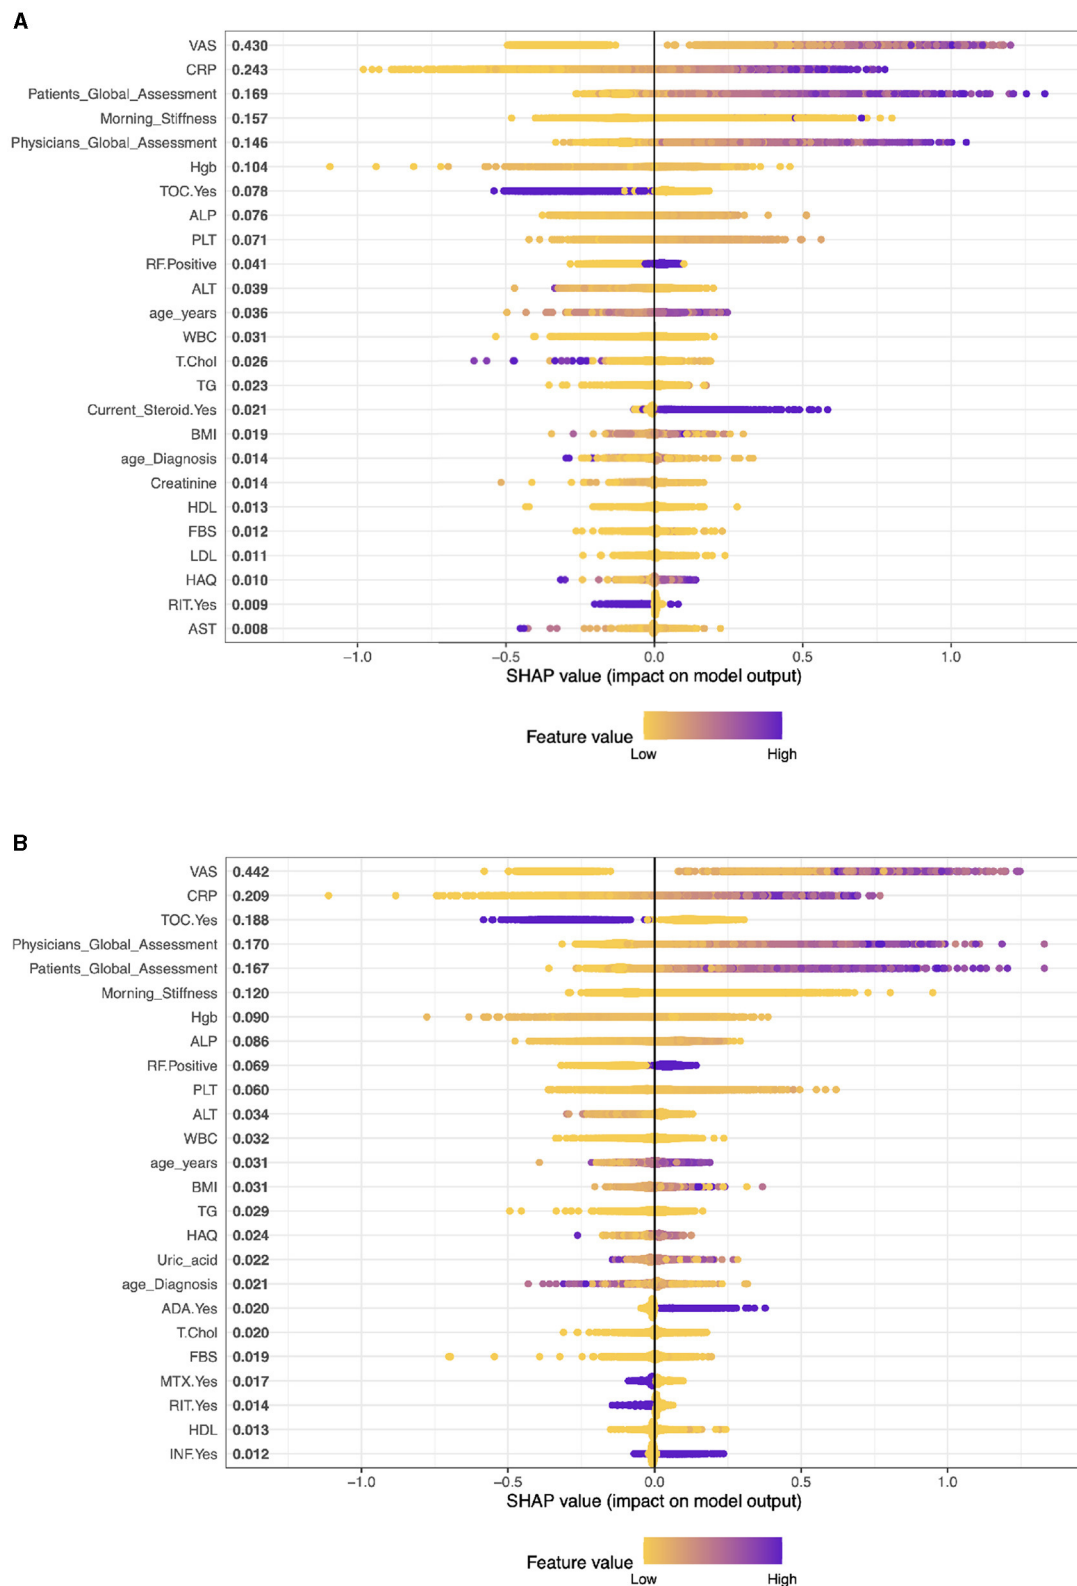 A
VAS 0.430
CRP 0.243
Patients_Global_Assessment 0.169
Morning_Stiffness 0.157
Physicians_Global_Assessment 0.146
Hgb 0.104
TOC.Yes 0.078
ALP 0.076
PLT 0.071
RF.Positive 0.041
ALT 0.039
age_years 0.036
WBC 0.031
T.Chol 0.026
TG 0.023
Current_Steroid.Yes 0.021
BMI 0.019
age_Diagnosis 0.014
Creatinine 0.014
HDL 0.013
FBS 0.012
LDL 0.011
HAQ 0.010
RIT.Yes 0.009
AST 0.008
−1.0 −0.5 0.0 0.5 1.0
SHAP value (impact on model output)
Feature value
Low High
B
VAS 0.442
CRP 0.209
TOC.Yes 0.188
Physicians_Global_Assessment 0.170
Patients_Global_Assessment 0.167
Morning_Stiffness 0.120
Hgb 0.090
ALP 0.086
RF.Positive 0.069
PLT 0.060
ALT 0.034
WBC 0.032
age_years 0.031
BMI 0.031
TG 0.029
HAQ 0.024
Uric_acid 0.022
age_Diagnosis 0.021
ADA.Yes 0.020
T.Chol 0.020
FBS 0.019
MTX.Yes 0.017
RIT.Yes 0.014
HDL 0.013
INF.Yes 0.012
−1.0 −0.5 0.0 0.5 1.0
SHAP value (impact on model output)
Feature value
Low High